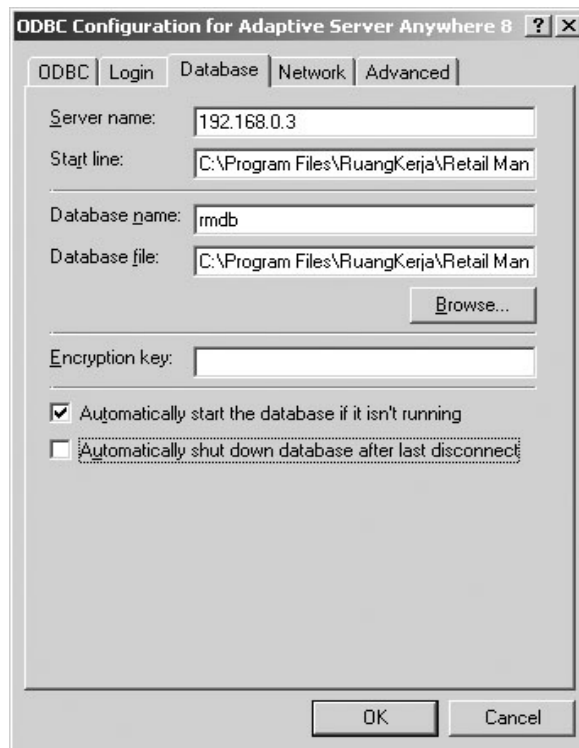 ODBC Configuration for Adaptive Server Anywhere 8
ODBC Login Database Network Advanced
Server name: 192.168.0.3
Start line: C:\Program Files\RuangKerja\Retail Man
Database name: rmdb
Database file: C:\Program Files\RuangKerja\Retail Man
Browse...
Encryption key:
Automatically start the database if it isn't running
Automatically shut down database after last disconnect
OK Cancel